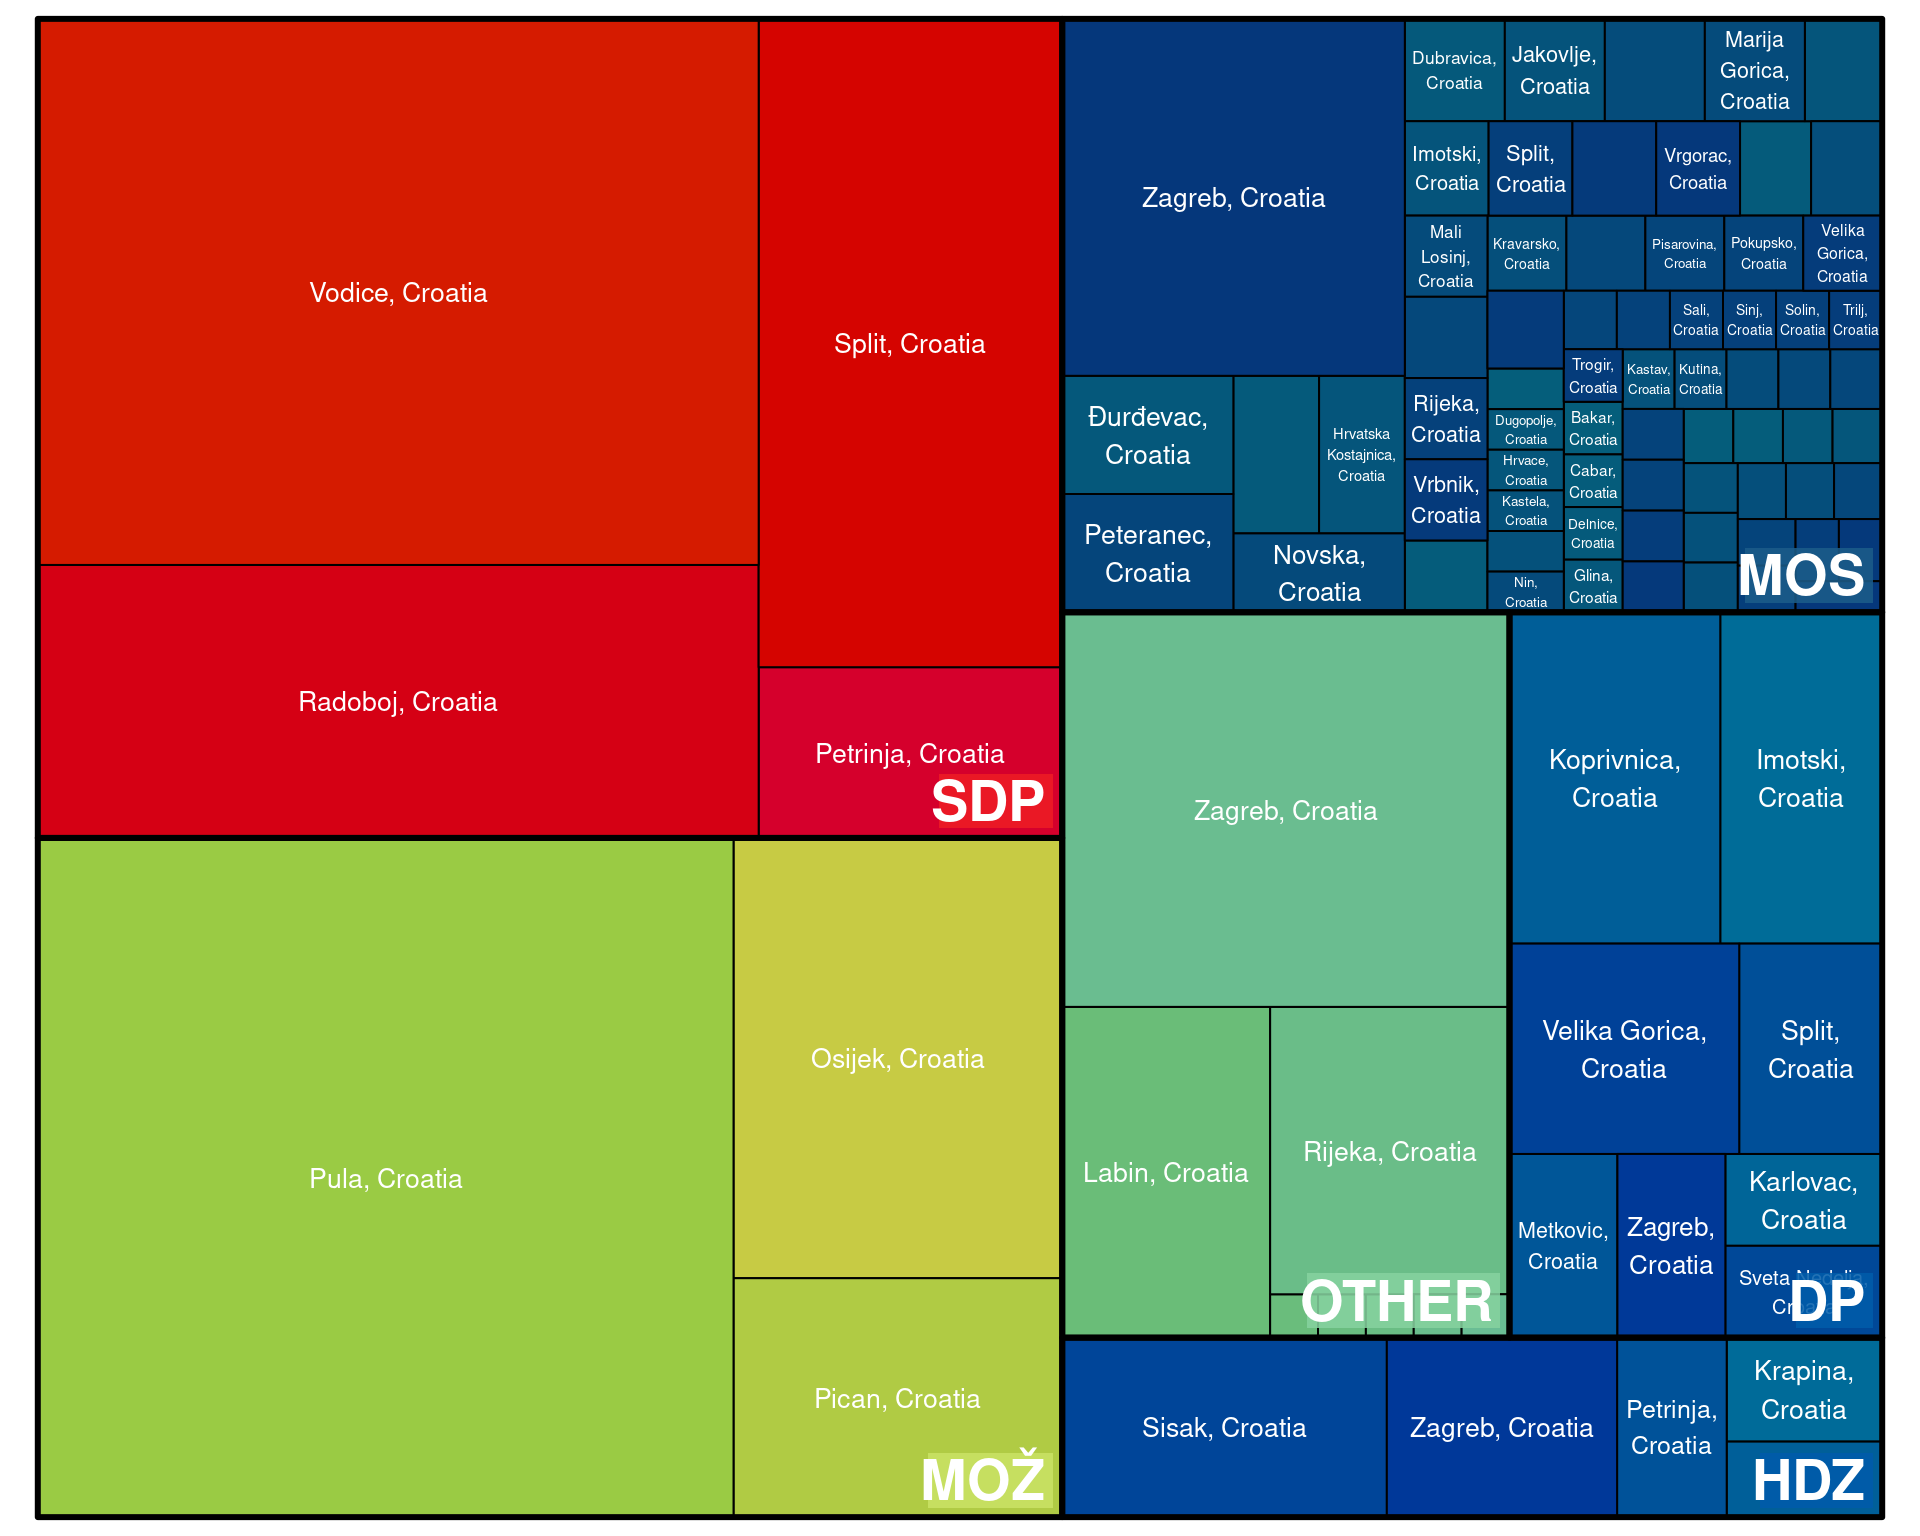 Vodice, Croatia
Split, Croatia
Radoboj, Croatia
Petrinja, Croatia
SDP
Pula, Croatia
Osijek, Croatia
Pican, Croatia
MOŽ
Zagreb, Croatia
Đurđevac,
Croatia
Peteranec,
Croatia
Hrvatska
Kostajnica,
Croatia
Novska,
Croatia
Dubravica,
Croatia
Jakovlje,
Croatia
Marija
Gorica,
Croatia
Imotski,
Croatia
Split,
Croatia
Vrgorac,
Croatia
Mali
Losinj,
Croatia
Kravarsko,
Croatia
Pisarovina,
Croatia
Pokupsko,
Croatia
Velika
Gorica,
Croatia
Sali,
Croatia
Sinj,
Croatia
Solin,
Croatia
Trilj,
Croatia
Rijeka,
Croatia
Vrbnik,
Croatia
Dugopolje,
Croatia
Hrvace,
Croatia
Kastela,
Croatia
Nin,
Croatia
Trogir,
Croatia
Kastav,
Croatia
Kutina,
Croatia
Bakar,
Croatia
Cabar,
Croatia
Delnice,
Croatia
Glina,
Croatia
MOS
Zagreb, Croatia
Labin, Croatia
Rijeka, Croatia
OTHER
Koprivnica,
Croatia
Imotski,
Croatia
Velika Gorica,
Croatia
Split,
Croatia
Metkovic,
Croatia
Zagreb,
Croatia
Karlovac,
Croatia
Sveta Nedelja,
Croatia
DP
Sisak, Croatia
Zagreb, Croatia
Petrinja,
Croatia
Krapina,
Croatia
HDZ